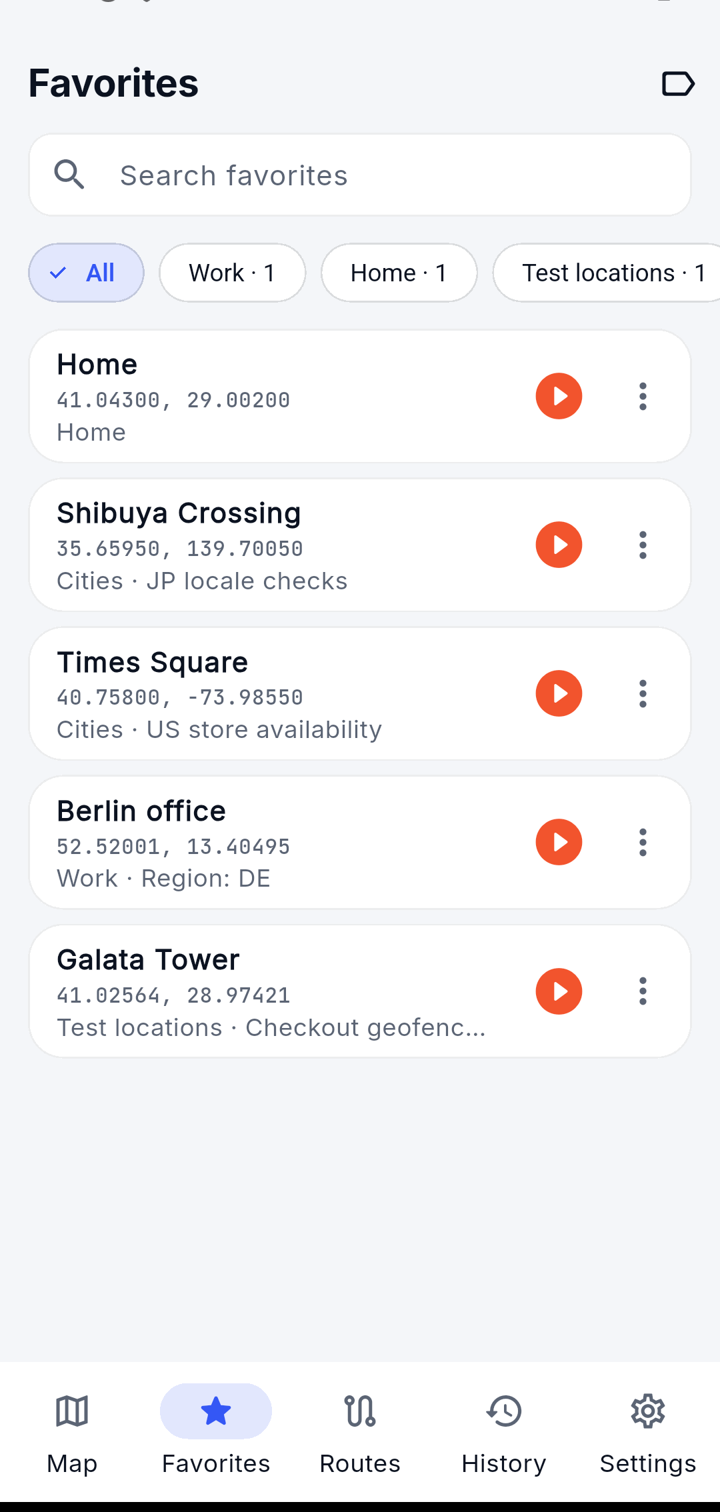 Favorites
Search favorites
All
Work · 1
Home · 1
Test locations · 1
Home
41.04300, 29.00200
Home
Shibuya Crossing
35.65950, 139.70050
Cities · JP locale checks
Times Square
40.75800, -73.98550
Cities · US store availability
Berlin office
52.52001, 13.40495
Work · Region: DE
Galata Tower
41.02564, 28.97421
Test locations · Checkout geofenc...
Map
Favorites
Routes
History
Settings